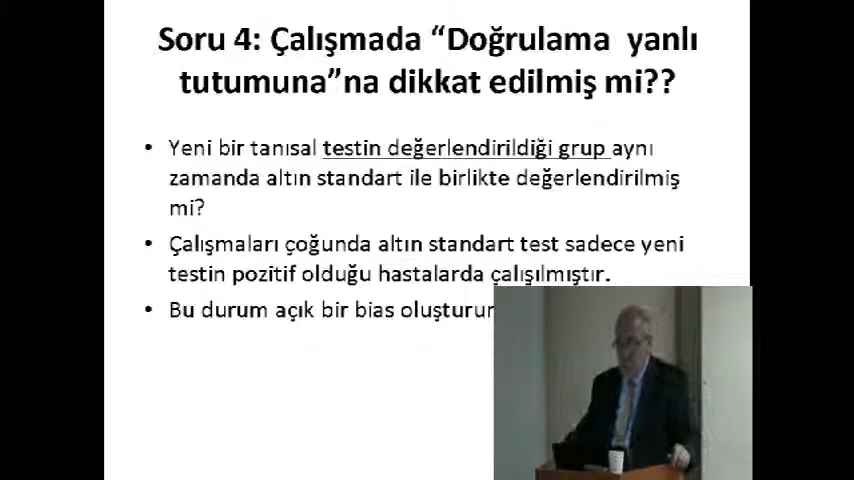 Soru 4: Çalışmada “Doğrulama yanlı
tutumuna”na dikkat edilmiş mi??
• Yeni bir tanısal testin değerlendirildiği grup aynı
zamanda altın standart ile birlikte değerlendirilmiş
mi?
• Çalışmaları çoğunda altın standart test sadece yeni
testin pozitif olduğu hastalarda çalışılmıştır.
• Bu durum açık bir bias oluşturur